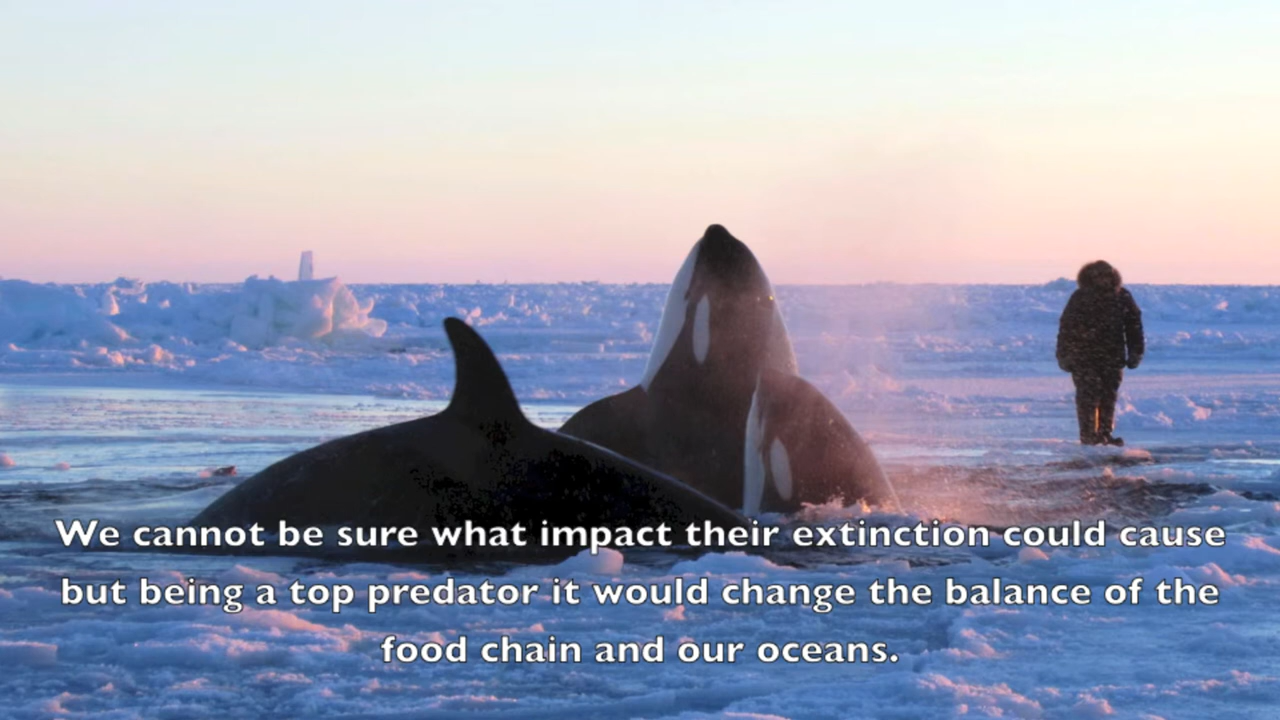 We cannot be sure what impact their extinction could cause
but being a top predator it would change the balance of the
food chain and our oceans.